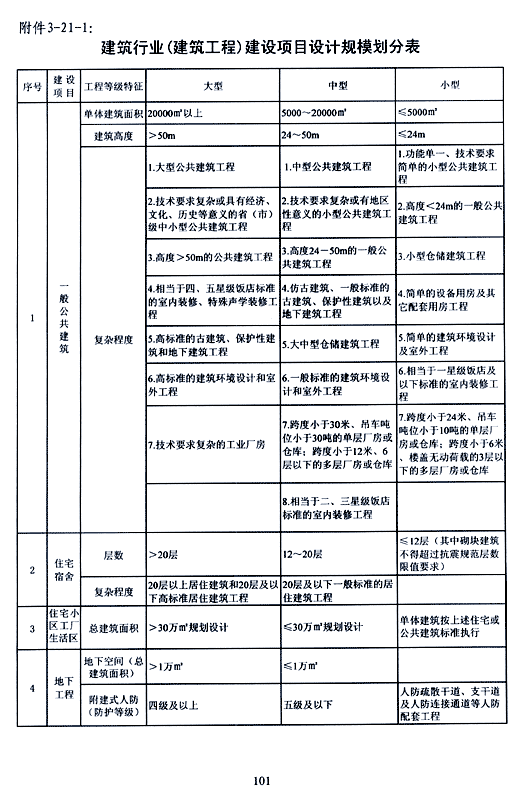 附件3-21-1：
建筑行业（建筑工程）建设项目设计规模划分表
序号
建设
项目
工程等级特征
大型
中型
小型
1
一般公共建筑
单体建筑面积
20000㎡以上
5000～20000㎡
≤5000㎡
建筑高度
>50m
24～50m
≤24m
复杂程度
1.大型公共建筑工程
1.中型公共建筑工程
1.功能单一、技术要求
简单的小型公共建筑工
程
2.技术要求复杂或具有经济、
文化、历史等意义的省（市）
级中小型公共建筑工程
2.技术要求复杂或有地区
性意义的小型公共建筑工
程
2.高度<24m的一般公共
建筑工程
3.高度>50m的公共建筑工程
3.高度24－50m的一般公
共建筑工程
3.小型仓储建筑工程
4.相当于四、五星级饭店标准
的室内装修、特殊声学装修工
程
4.仿古建筑、一般标准的
古建筑、保护性建筑以及
地下建筑工程
4.简单的设备用房及其
它配套用房工程
5.高标准的古建筑、保护性建
筑和地下建筑工程
5.大中型仓储建筑工程
5.简单的建筑环境设计
及室外工程
6.高标准的建筑环境设计和室
外工程
6.一般标准的建筑环境设
计和室外工程
6.相当于一星级饭店及
以下标准的室内装修工
程
7.技术要求复杂的工业厂房
7.跨度小于30米、吊车吨
位小于30吨的单层厂房或
仓库；跨度小于12米、6
层以下的多层厂房或仓库
7.跨度小于24米、吊车
吨位小于10吨的单层厂
房或仓库；跨度小于6米
、楼盖无动荷载的3层以
下的多层厂房或仓库
8.相当于二、三星级饭店
标准的室内装修工程
2
住宅
宿舍
层数
>20层
12～20层
≤12层（其中砌块建筑
不得超过抗震规范层数
限值要求）
复杂程度
20层以上居住建筑和20层及以
下高标准居住建筑工程
20层及以下一般标准的居
住建筑工程
3
住宅小
区工厂
生活区
总建筑面积
>30万㎡规划设计
≤30万㎡规划设计
单体建筑按上述住宅或
公共建筑标准执行
4
地下
工程
地下空间（总
建筑面积）
>1万㎡
≤1万㎡
附建式人防
（防护等级）
四级及以上
五级及以下
人防疏散干道、支干道
及人防连接通道等人防
配套工程
101